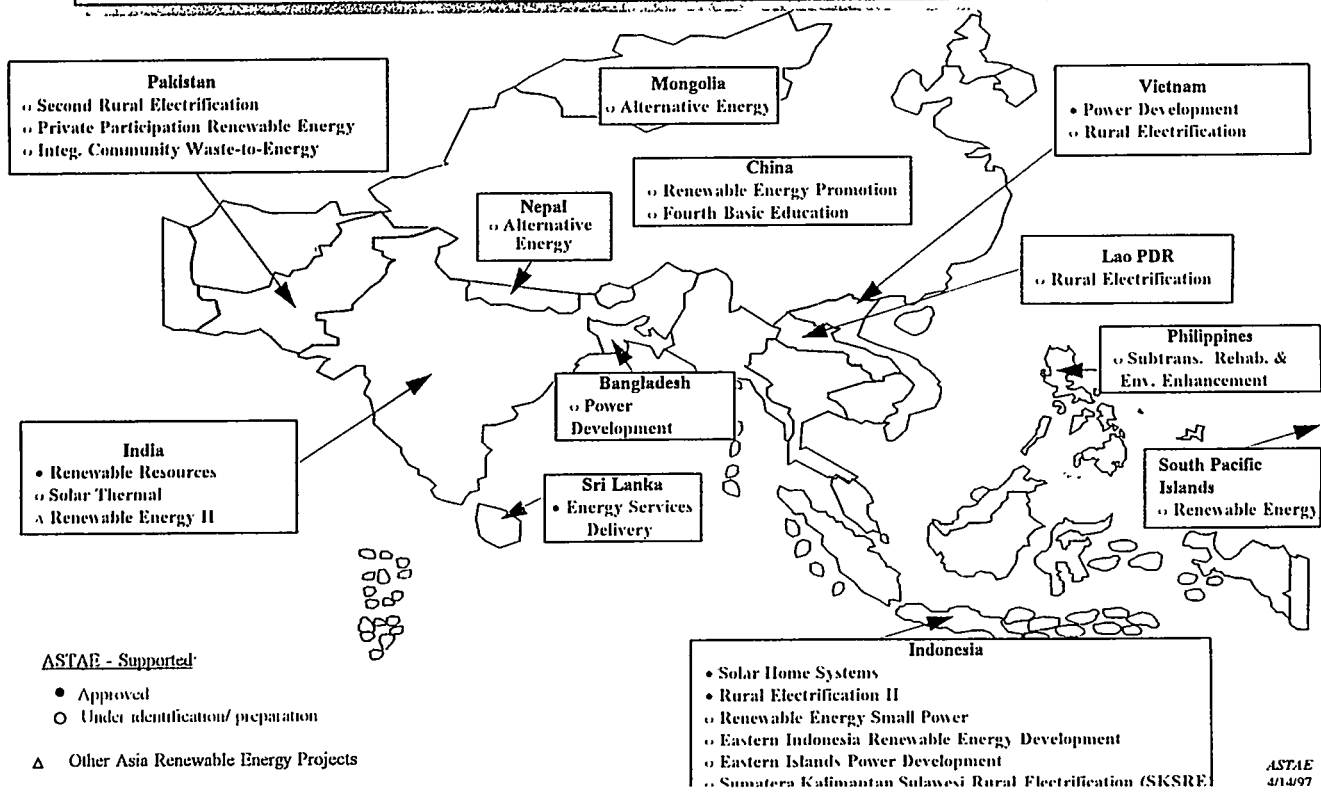 Pakistan
o Second Rural Electrification
o Private Participation Renewable Energy
o Integ. Community Waste-to-Energy
Mongolia
o Alternative Energy
Vietnam
• Power Development
o Rural Electrification
China
o Renewable Energy Promotion
o Fourth Basic Education
Nepal
o Alternative
Energy
Lao PDR
o Rural Electrification
Philippines
o Subtrans. Rehab. &
Env. Enhancement
Bangladesh
o Power
Development
India
• Renewable Resources
o Solar Thermal
∆ Renewable Energy II
Sri Lanka
• Energy Services
Delivery
South Pacific
Islands
o Renewable Energy
Indonesia
• Solar Home Systems
• Rural Electrification II
o Renewable Energy Small Power
o Eastern Indonesia Renewable Energy Development
o Eastern Islands Power Development
o Sumatera Kalimantan Sulawesi Rural Electrification (SKSRE
ASTAE - Supported
● Approved
○ Under identification/ preparation
∆ Other Asia Renewable Energy Projects
ASTAE
4/14/97